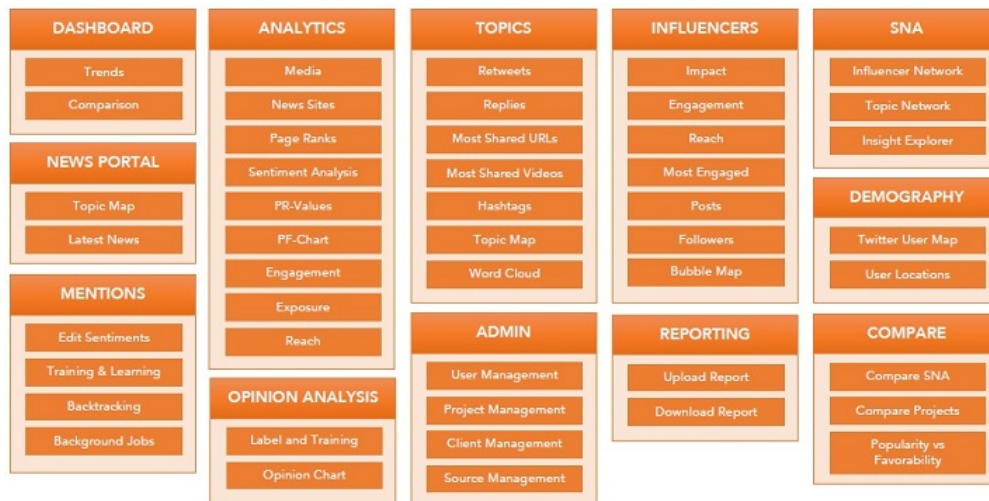 DASHBOARD
Trends
Comparison
NEWS PORTAL
Topic Map
Latest News
MENTIONS
Edit Sentiments
Training & Learning
Backtracking
Background Jobs
ANALYTICS
Media
News Sites
Page Ranks
Sentiment Analysis
PR-Values
PF-Chart
Engagement
Exposure
Reach
OPINION ANALYSIS
Label and Training
Opinion Chart
TOPICS
Retweets
Replies
Most Shared URLs
Most Shared Videos
Hashtags
Topic Map
Word Cloud
ADMIN
User Management
Project Management
Client Management
Source Management
INFLUENCERS
Impact
Engagement
Reach
Most Engaged
Posts
Followers
Bubble Map
REPORTING
Upload Report
Download Report
SNA
Influencer Network
Topic Network
Insight Explorer
DEMOGRAPHY
Twitter User Map
User Locations
COMPARE
Compare SNA
Compare Projects
Popularity vs
Favorability